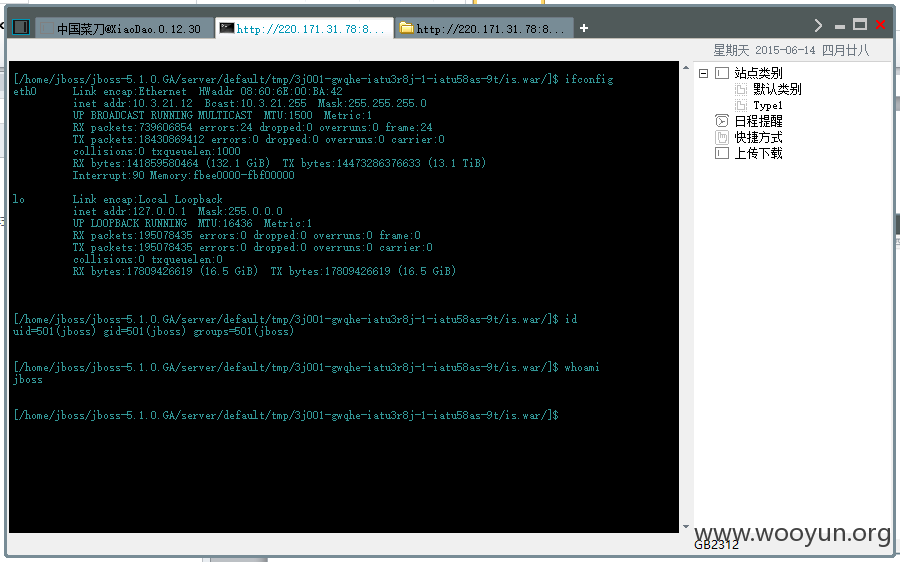 中国菜刀@XiaoDao.0.12.30
http://220.171.31.78:8...
http://220.171.31.78:8...
星期天 2015-06-14 四月廿八
[/home/jboss/jboss-5.1.0.GA/server/default/tmp/3j001-gwqhe-iatu3r8j-1-iatu58as-9t/is.war/]$ ifconfig
eth0 Link encap:Ethernet HWaddr 08:60:6E:00:BA:42
inet addr:10.3.21.12 Bcast:10.3.21.255 Mask:255.255.255.0
UP BROADCAST RUNNING MULTICAST MTU:1500 Metric:1
RX packets:739606854 errors:24 dropped:0 overruns:0 frame:24
TX packets:18430869412 errors:0 dropped:0 overruns:0 carrier:0
collisions:0 txqueuelen:1000
RX bytes:141859580464 (132.1 GiB) TX bytes:14473286376633 (13.1 TiB)
Interrupt:90 Memory:fbee0000-fbf00000
lo Link encap:Local Loopback
inet addr:127.0.0.1 Mask:255.0.0.0
UP LOOPBACK RUNNING MTU:16436 Metric:1
RX packets:195078435 errors:0 dropped:0 overruns:0 frame:0
TX packets:195078435 errors:0 dropped:0 overruns:0 carrier:0
collisions:0 txqueuelen:0
RX bytes:17809426619 (16.5 GiB) TX bytes:17809426619 (16.5 GiB)
[/home/jboss/jboss-5.1.0.GA/server/default/tmp/3j001-gwqhe-iatu3r8j-1-iatu58as-9t/is.war/]$ id
uid=501(jboss) gid=501(jboss) groups=501(jboss)
[/home/jboss/jboss-5.1.0.GA/server/default/tmp/3j001-gwqhe-iatu3r8j-1-iatu58as-9t/is.war/]$ whoami
jboss
[/home/jboss/jboss-5.1.0.GA/server/default/tmp/3j001-gwqhe-iatu3r8j-1-iatu58as-9t/is.war/]$
站点类别
默认类别
Type1
日程提醒
快捷方式
上传下载
www.wooyun.org
GB2312